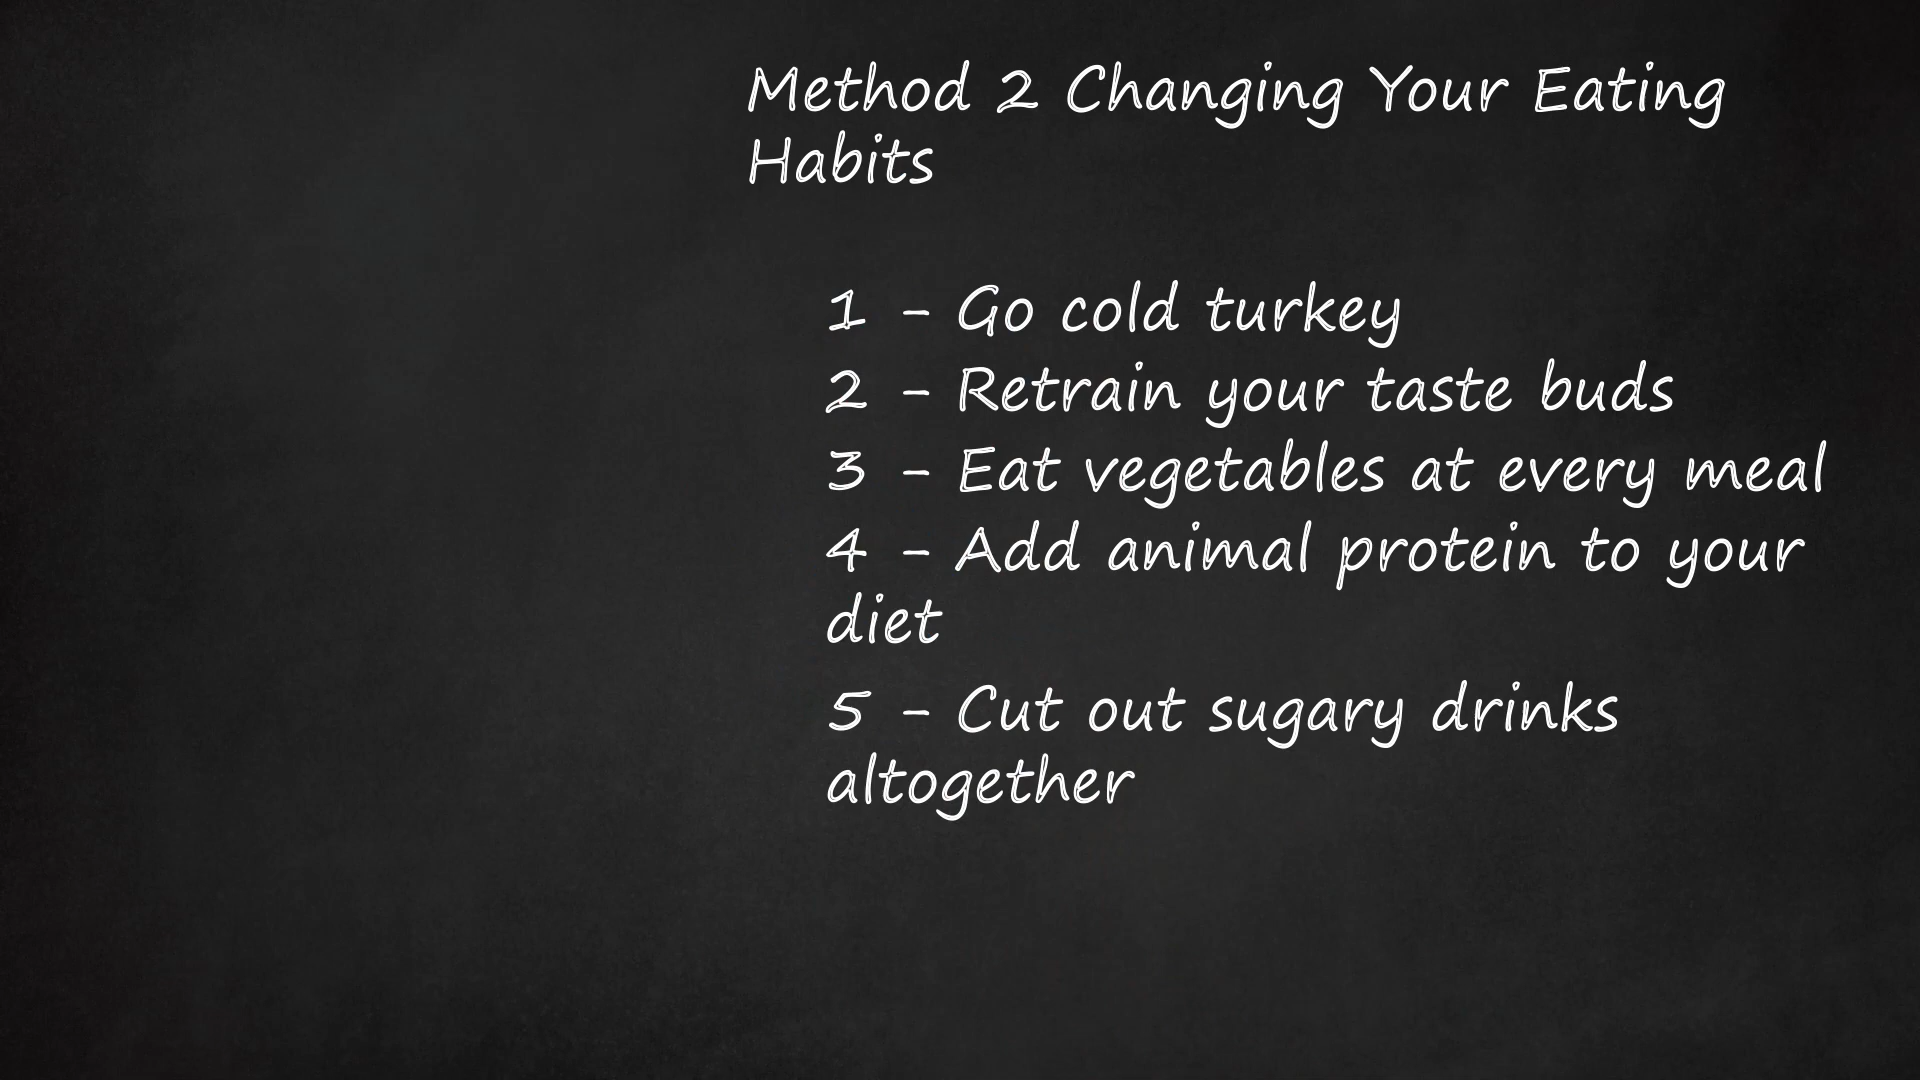 Method 2 Changing Your Eating
Habits
1 - Go cold turkey
2 - Retrain your taste buds
3 - Eat vegetables at every meal
4 - Add animal protein to your
diet
5 - Cut out sugary drinks
altogether